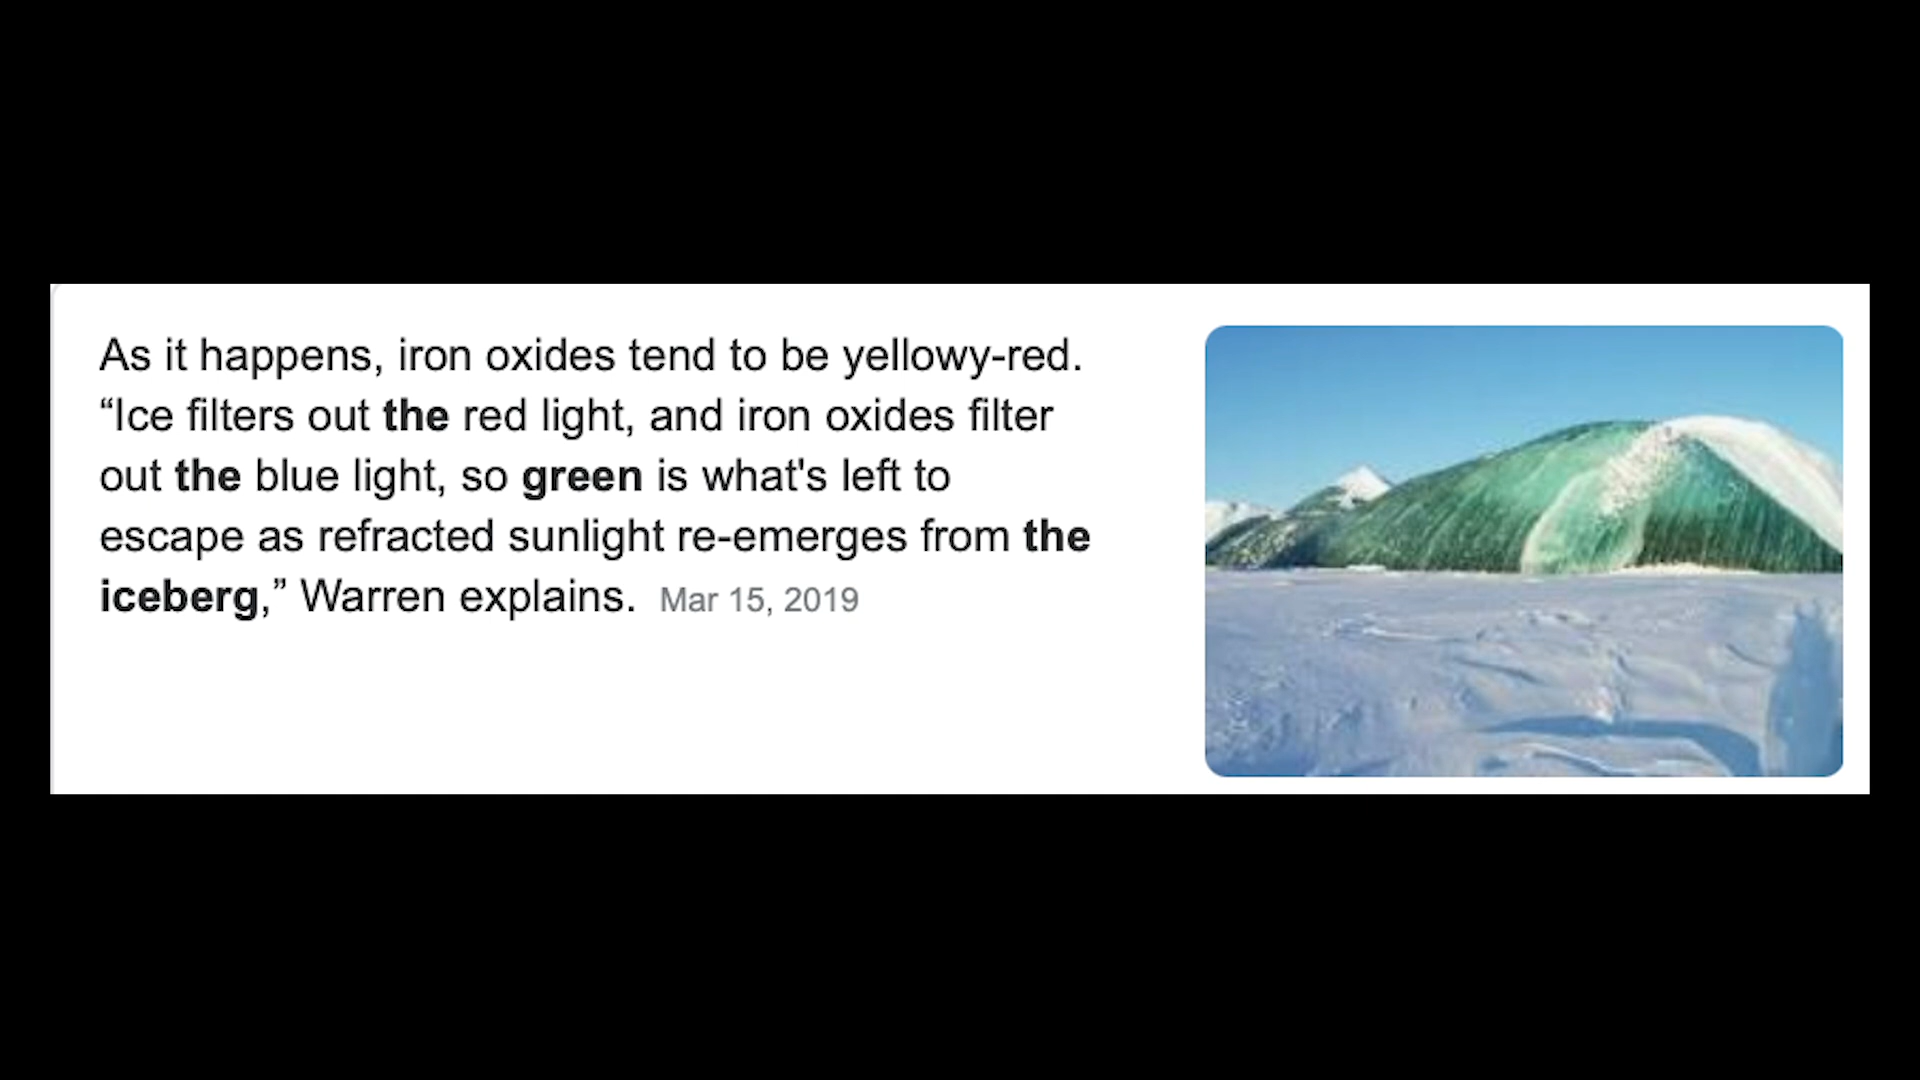 As it happens, iron oxides tend to be yellowy-red.
“Ice filters out the red light, and iron oxides filter
out the blue light, so green is what's left to
escape as refracted sunlight re-emerges from the
iceberg,” Warren explains. Mar 15, 2019